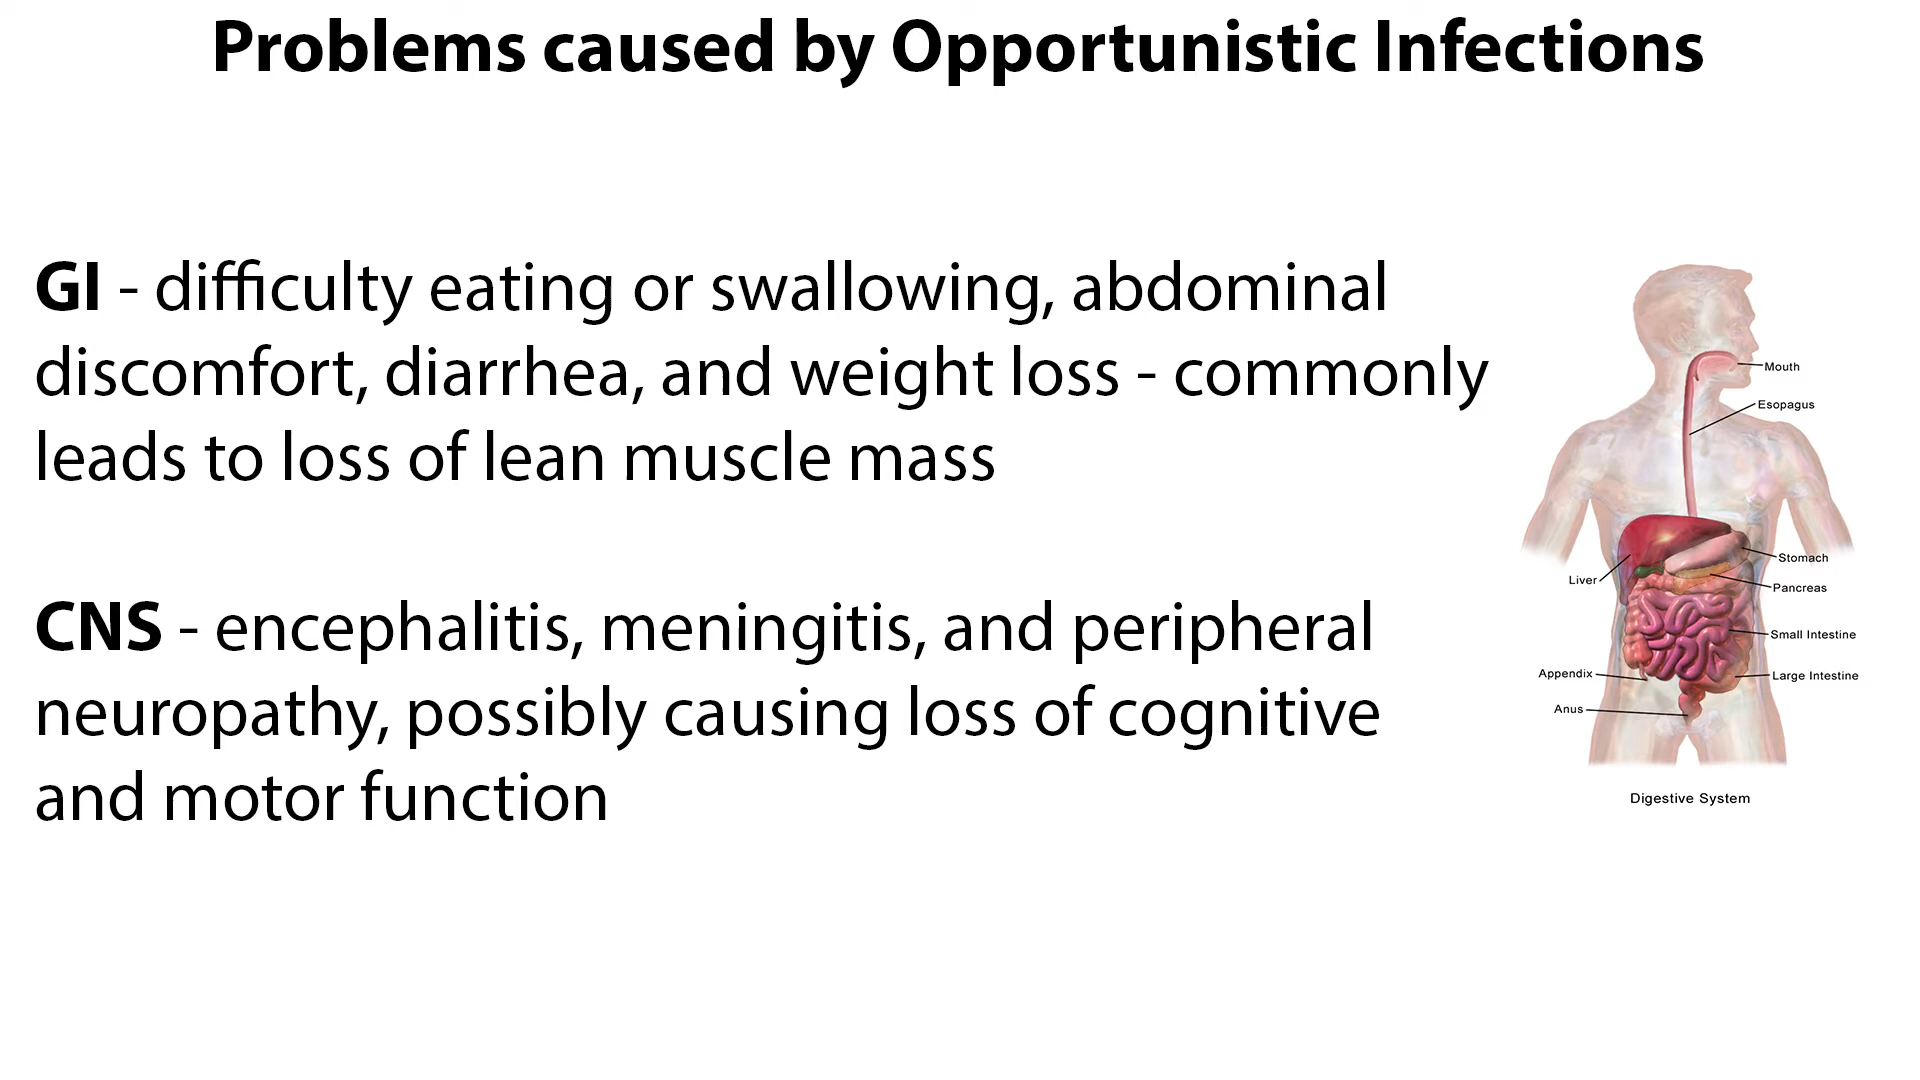 Problems caused by Opportunistic Infections
GI - difficulty eating or swallowing, abdominal
discomfort, diarrhea, and weight loss - commonly
leads to loss of lean muscle mass
CNS - encephalitis, meningitis, and peripheral
neuropathy, possibly causing loss of cognitive
and motor function
Mouth
Esopagus
Stomach
Liver
Pancreas
Small Intestine
Appendix
Large Intestine
Anus
Digestive System